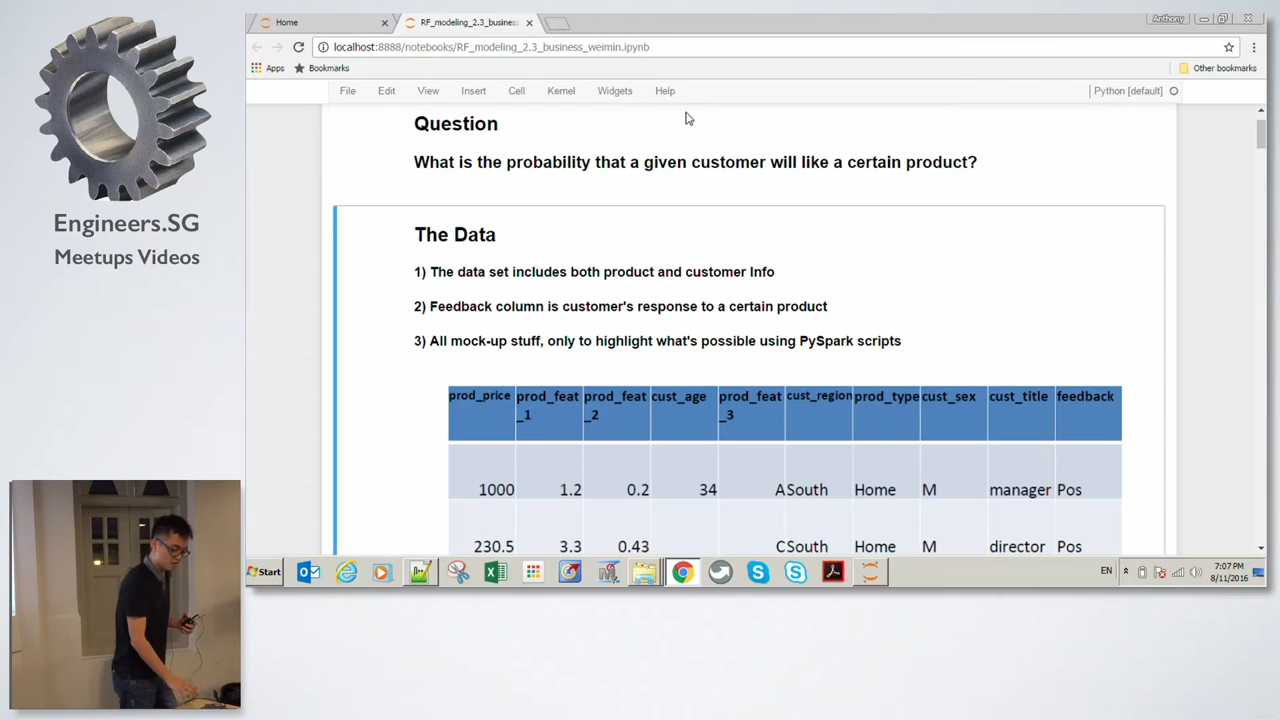 Engineers.SG
Meetups Videos
Home
RF_modeling_2.3_business
Anthony
localhost:8888/notebooks/RF_modeling_2.3_business_weimin.ipynb
Apps
Bookmarks
Other bookmarks
File Edit View Insert Cell Kernel Widgets Help
Python [default]
Question
What is the probability that a given customer will like a certain product?
The Data
1) The data set includes both product and customer Info
2) Feedback column is customer's response to a certain product
3) All mock-up stuff, only to highlight what's possible using PySpark scripts
prod_price prod_feat_1 prod_feat_2 cust_age prod_feat_3 cust_region prod_type cust_sex cust_title feedback
1000 1.2 0.2 34 A South Home M manager Pos
230.5 3.3 0.43 C South Home M director Pos
Start
EN
7:07 PM
8/11/2016